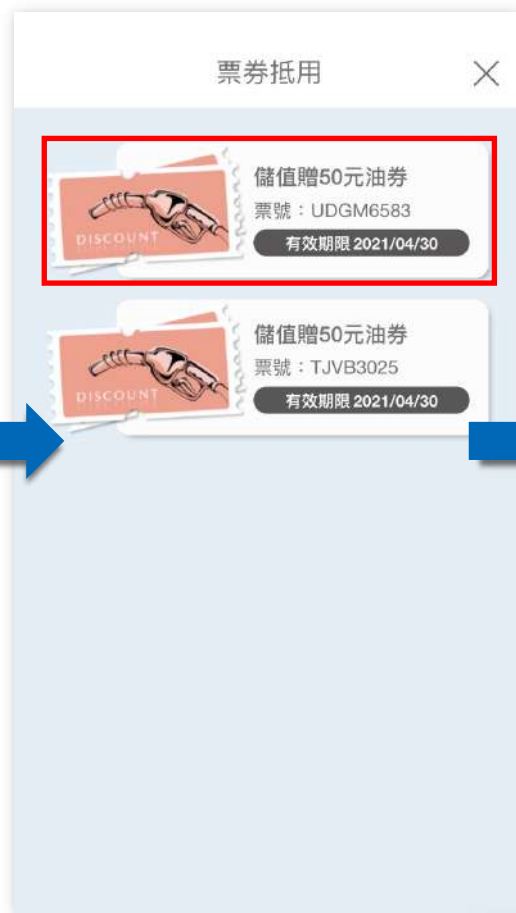 票券抵用
儲值贈50元油券
票號：UDGM6583
有效期限 2021/04/30
DISCOUNT
儲值贈50元油券
票號：TJVB3025
有效期限 2021/04/30
DISCOUNT